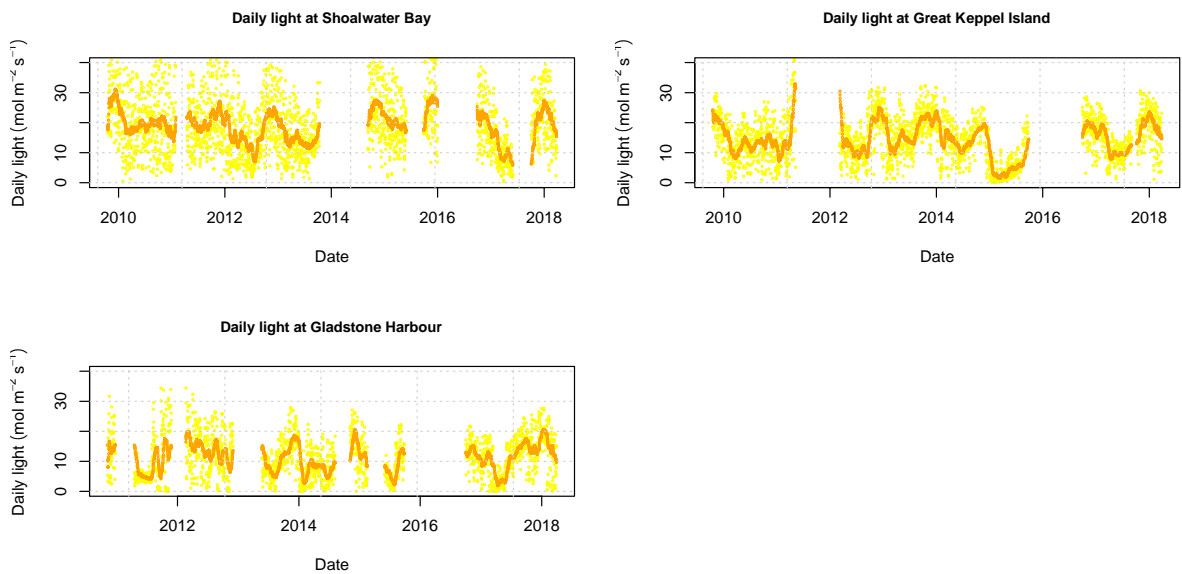 Daily light at Shoalwater Bay
Daily light (mol m⁻² s⁻¹)
30
10
0
2010 2012 2014 2016 2018
Date
Daily light at Great Keppel Island
Daily light (mol m⁻² s⁻¹)
30
10
0
2010 2012 2014 2016 2018
Date
Daily light at Gladstone Harbour
Daily light (mol m⁻² s⁻¹)
30
10
0
2012 2014 2016 2018
Date